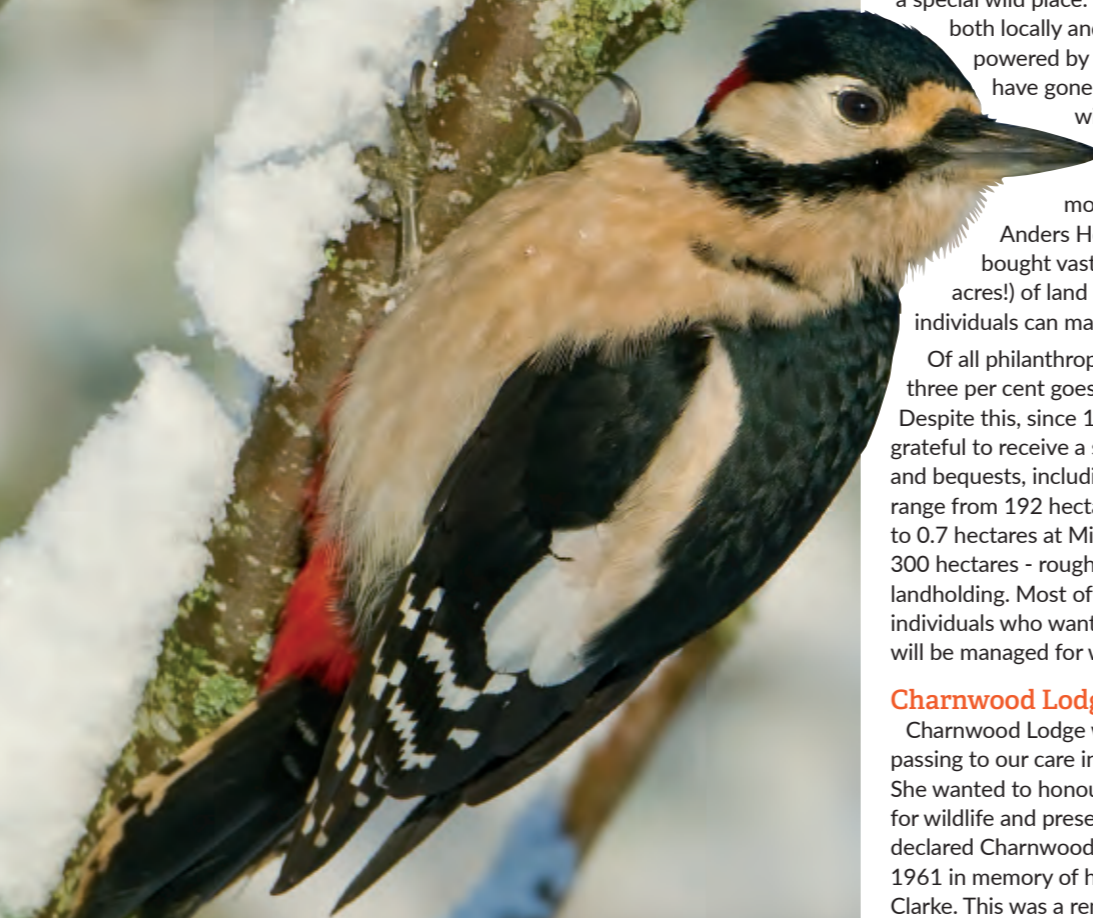 a special wild place.
both locally and
powered by
have gone
wi
mo
Anders H
bought vast
acres!) of land
individuals can ma
Of all philanthrop
three per cent goes
Despite this, since 1
grateful to receive a
and bequests, includi
range from 192 hecta
to 0.7 hectares at Mi
300 hectares - rough
landholding. Most of
individuals who want
will be managed for w
Charnwood Lodg
Charnwood Lodge w
passing to our care in
She wanted to honou
for wildlife and prese
declared Charnwood
1961 in memory of h
Clarke. This was a rem